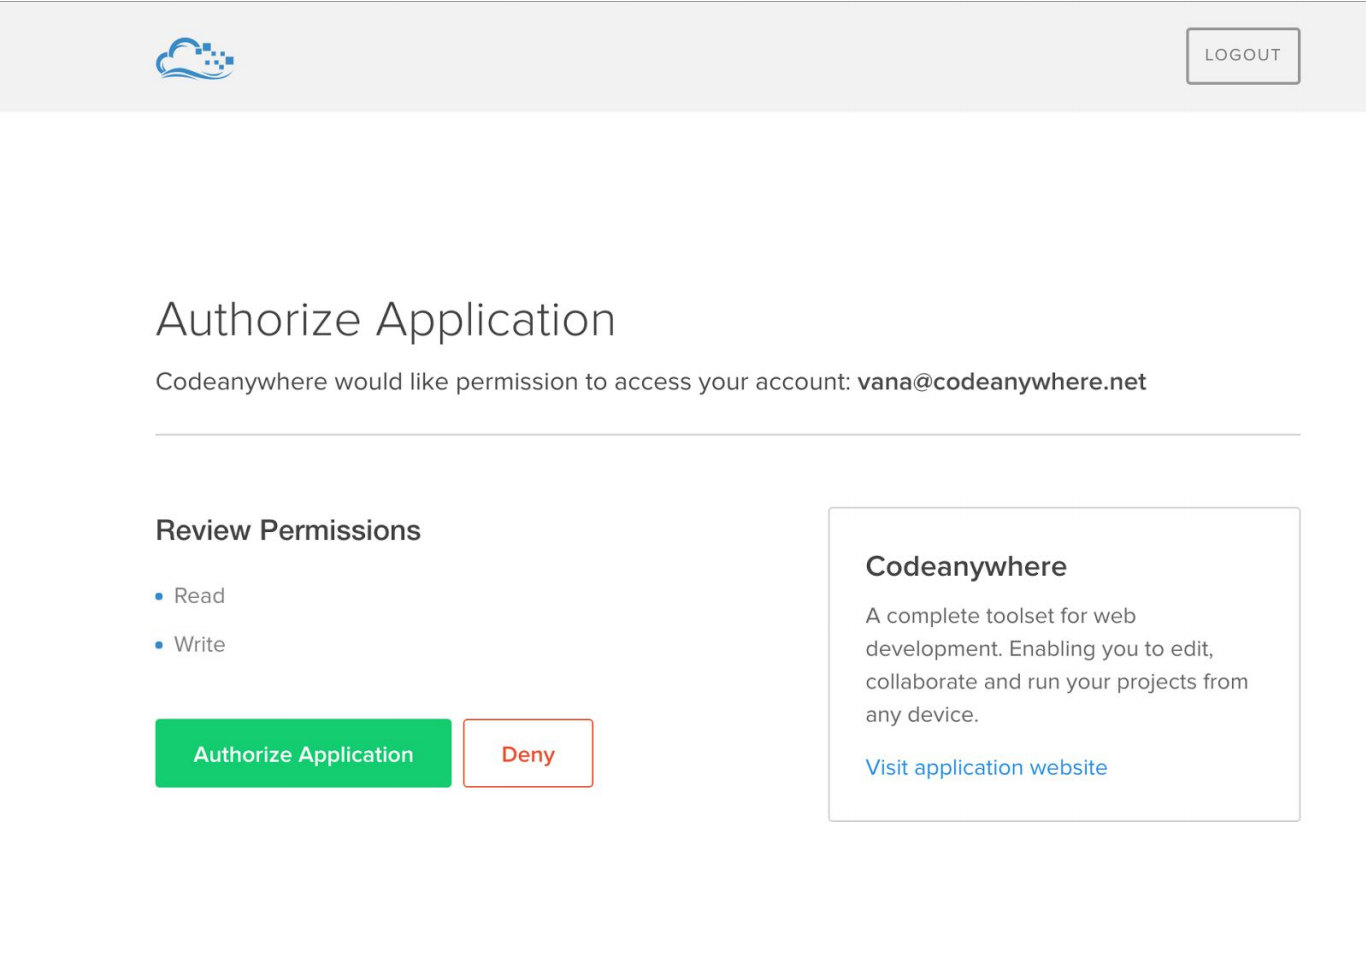 LOGOUT
Authorize Application
Codeanywhere would like permission to access your account: vana@codeanywhere.net
Review Permissions
Read
Write
Authorize Application
Deny
Codeanywhere
A complete toolset for web
development. Enabling you to edit,
collaborate and run your projects from
any device.
Visit application website